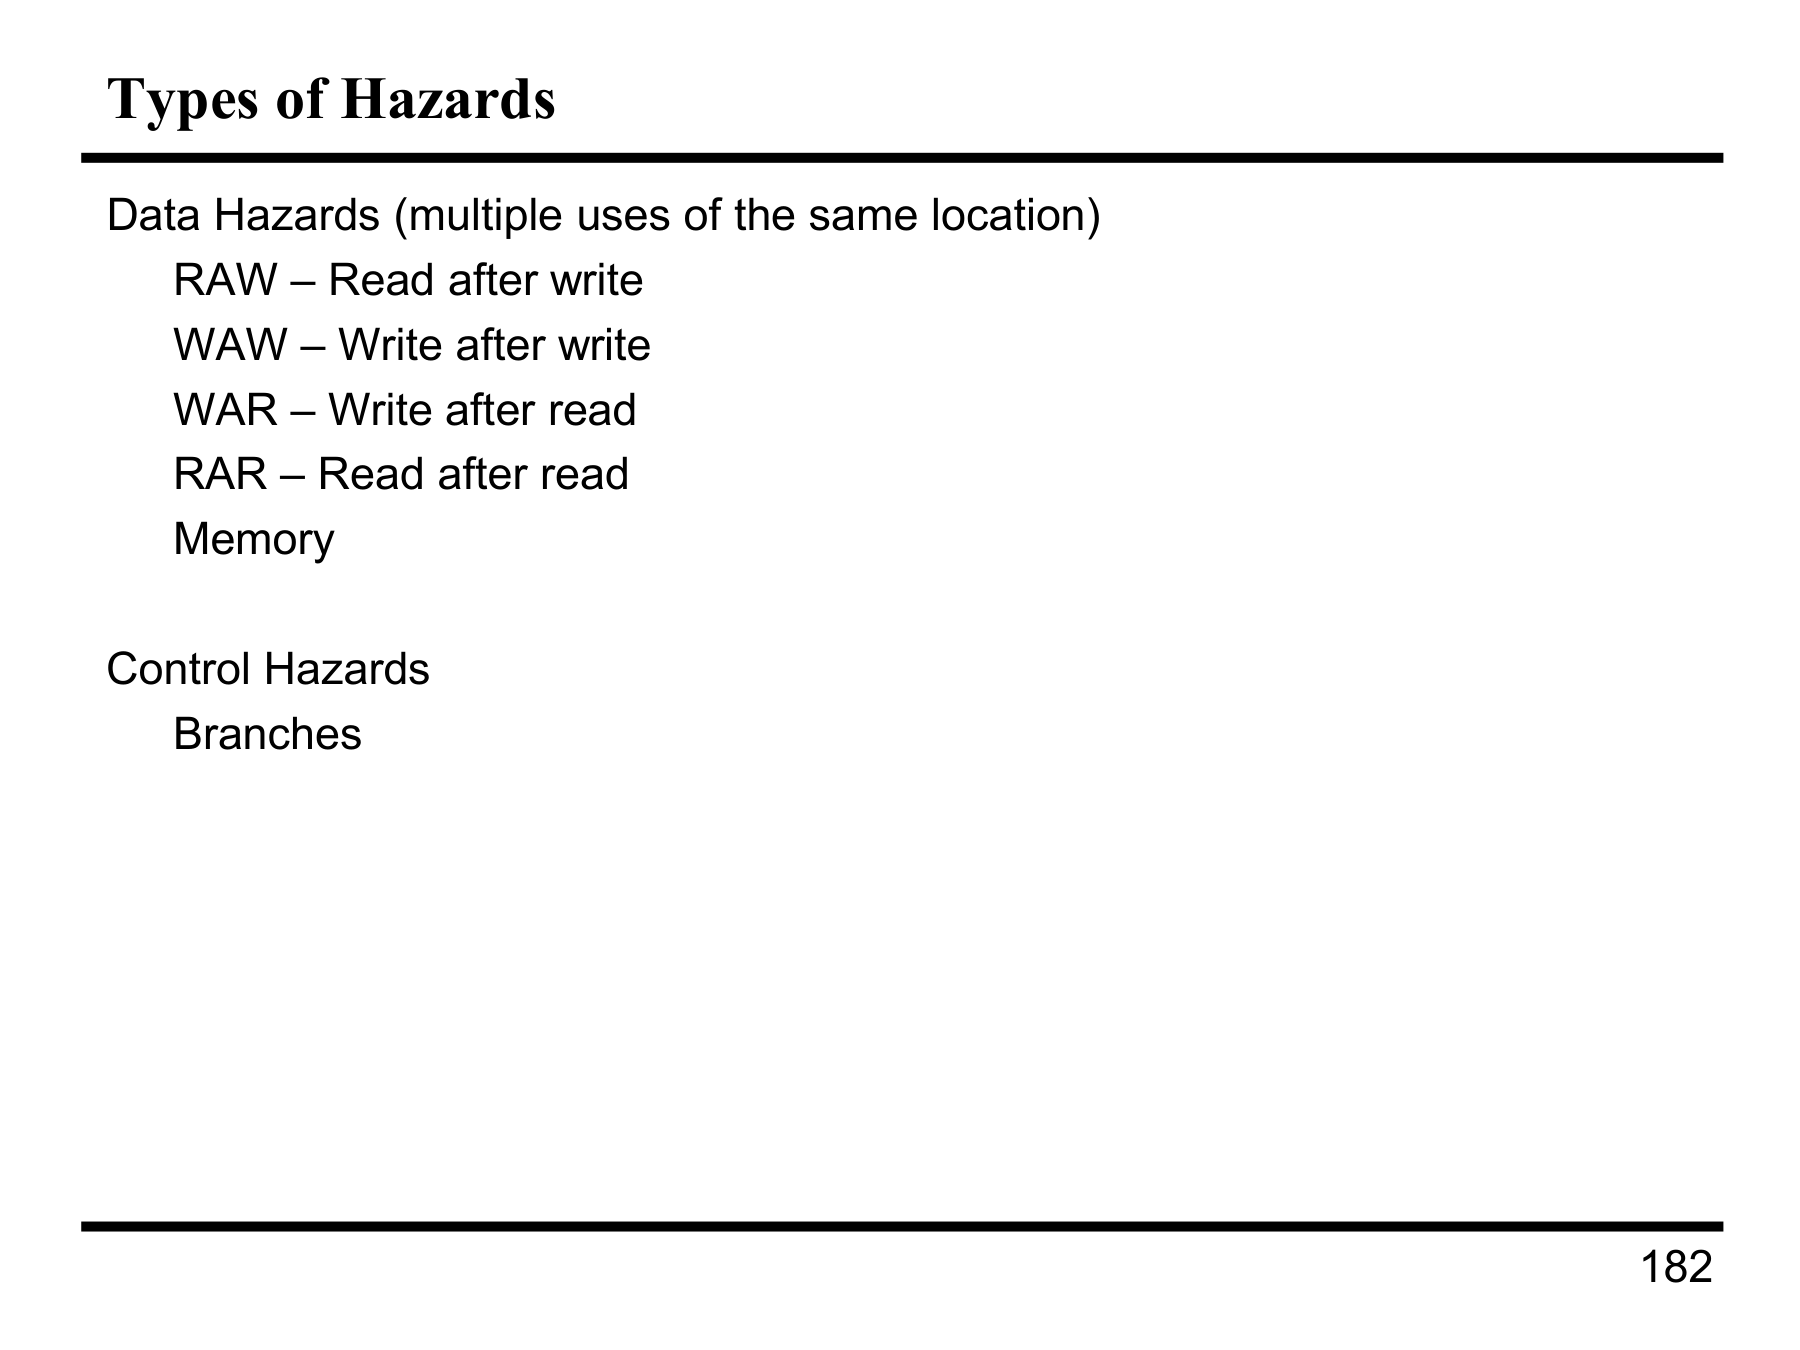 Types of Hazards
Data Hazards (multiple uses of the same location)
RAW – Read after write
WAW – Write after write
WAR – Write after read
RAR – Read after read
Memory
Control Hazards
Branches
182